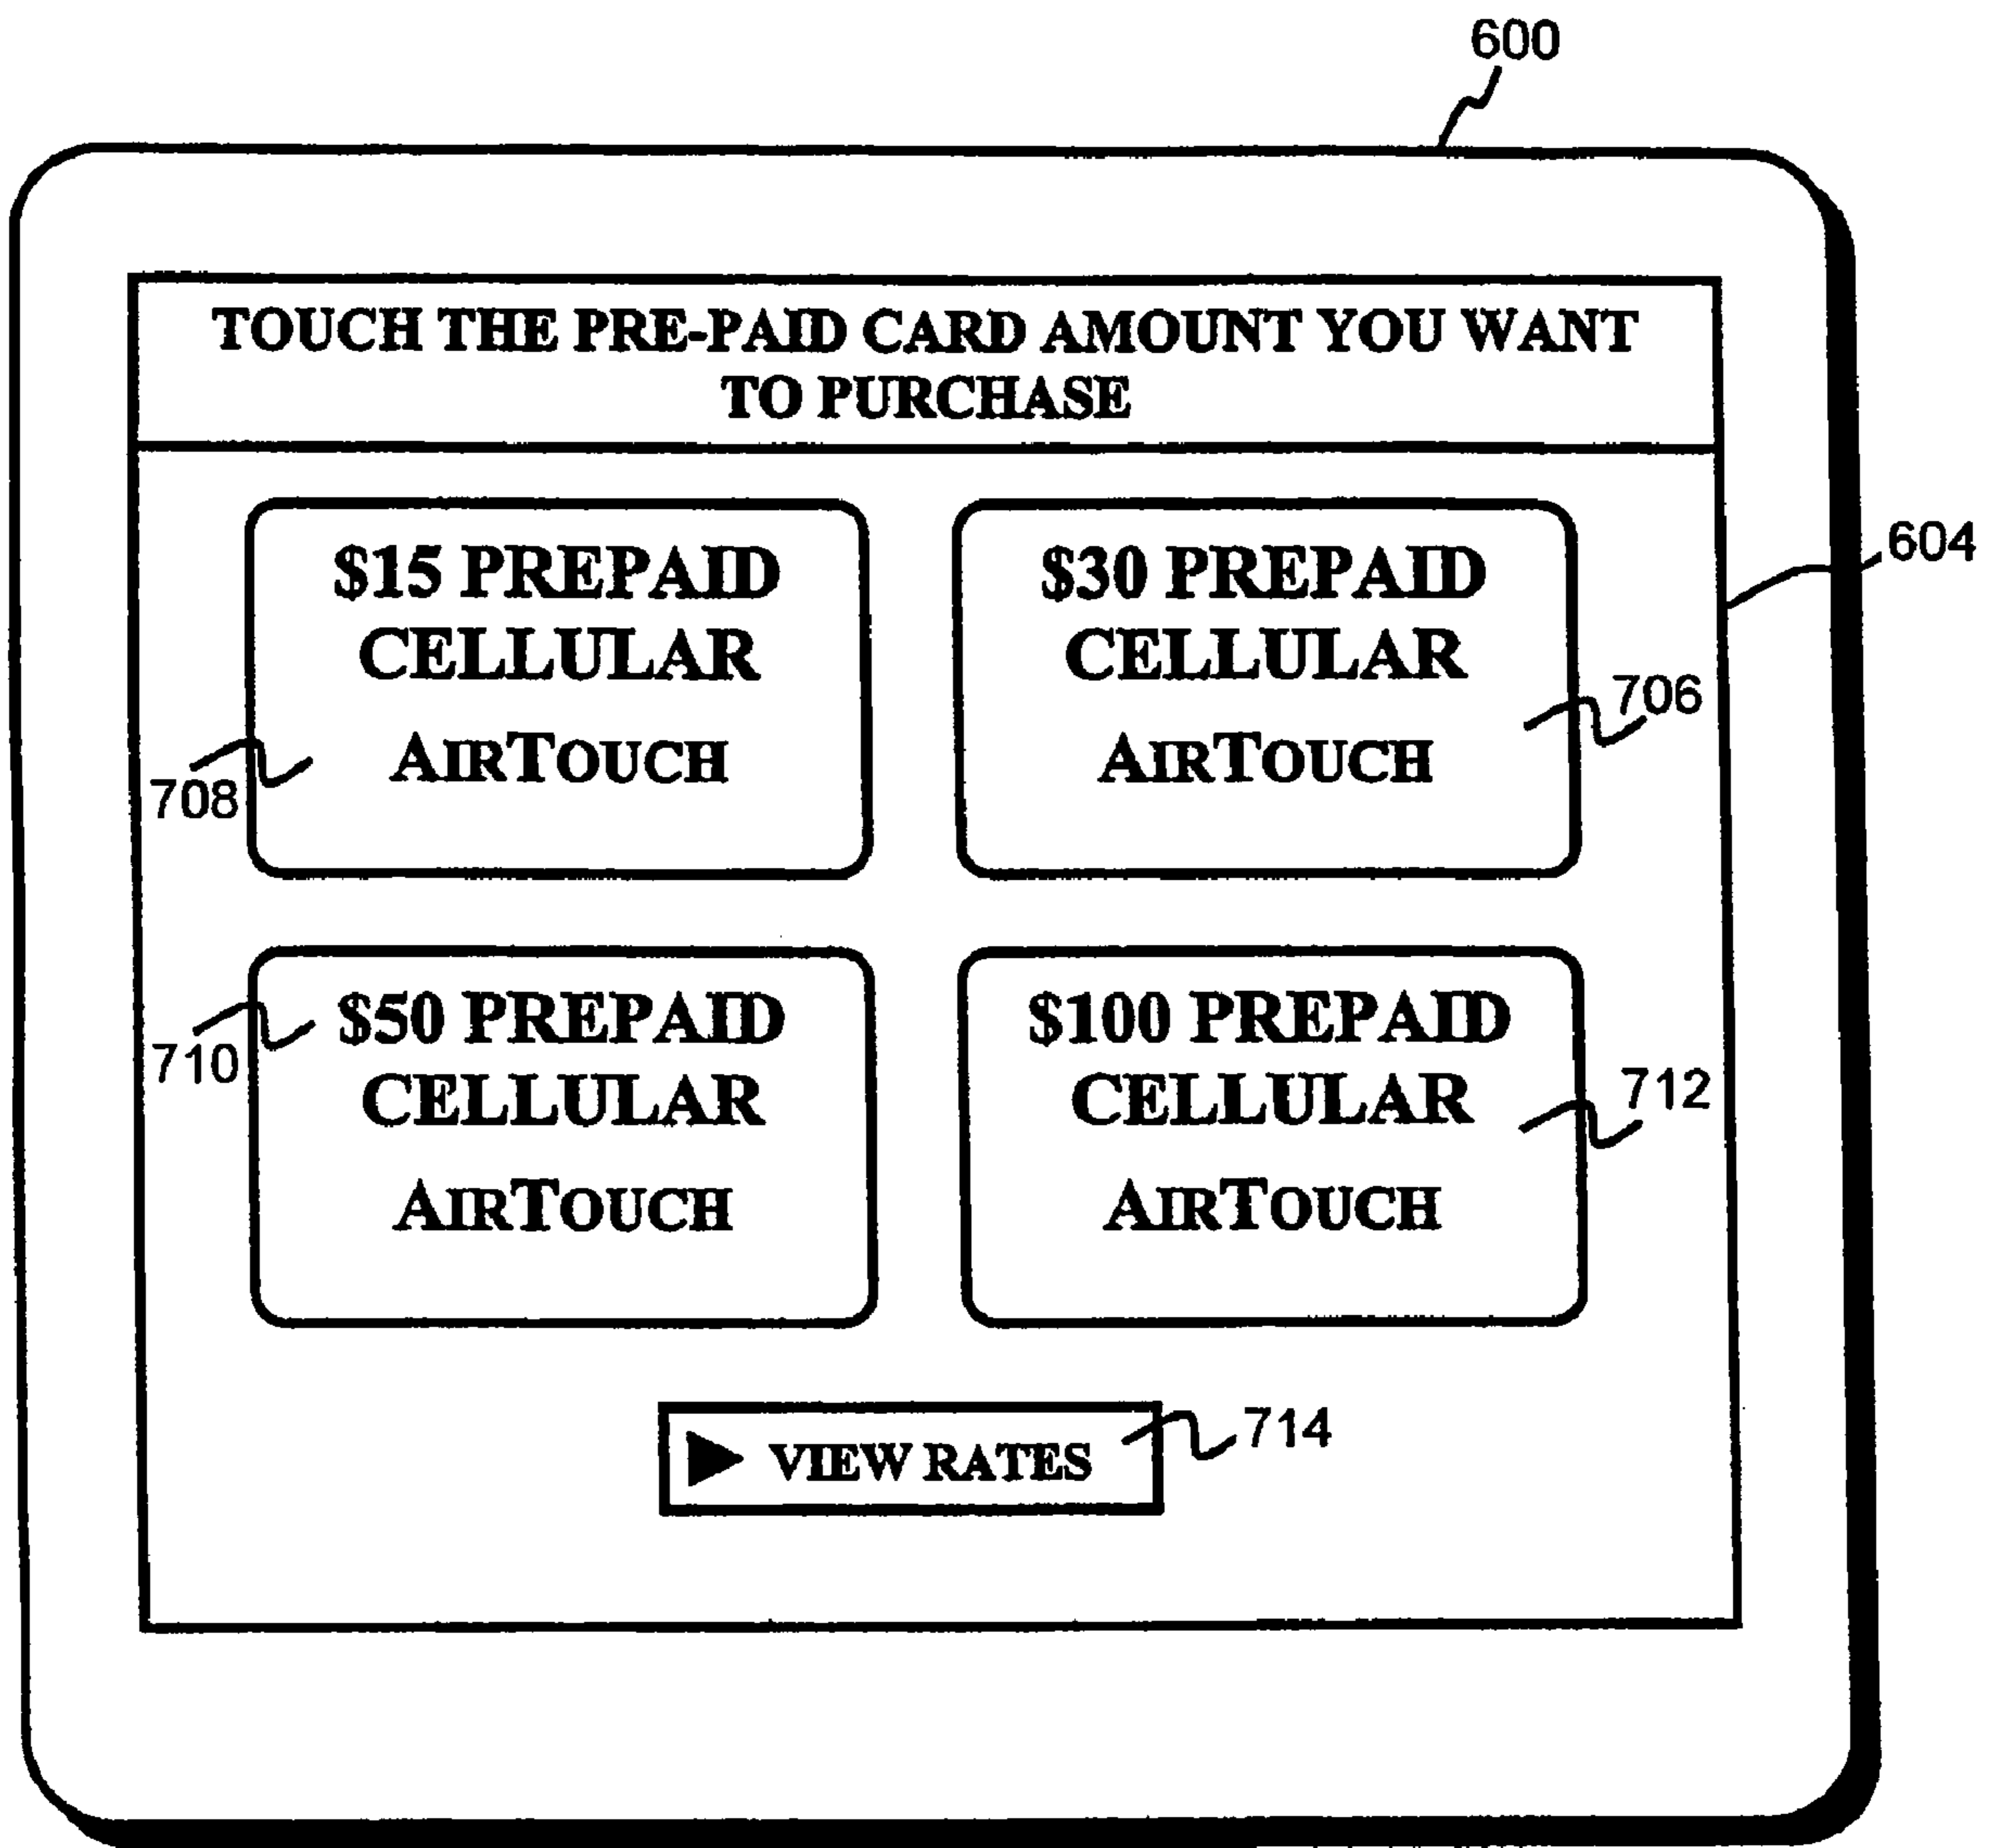 600
TOUCH THE PRE-PAID CARD AMOUNT YOU WANT
TO PURCHASE
604
$15 PREPAID
CELLULAR
AIRTOUCH
708
$30 PREPAID
CELLULAR
AIRTOUCH
706
$50 PREPAID
CELLULAR
AIRTOUCH
710
$100 PREPAID
CELLULAR
AIRTOUCH
712
VIEW RATES
714